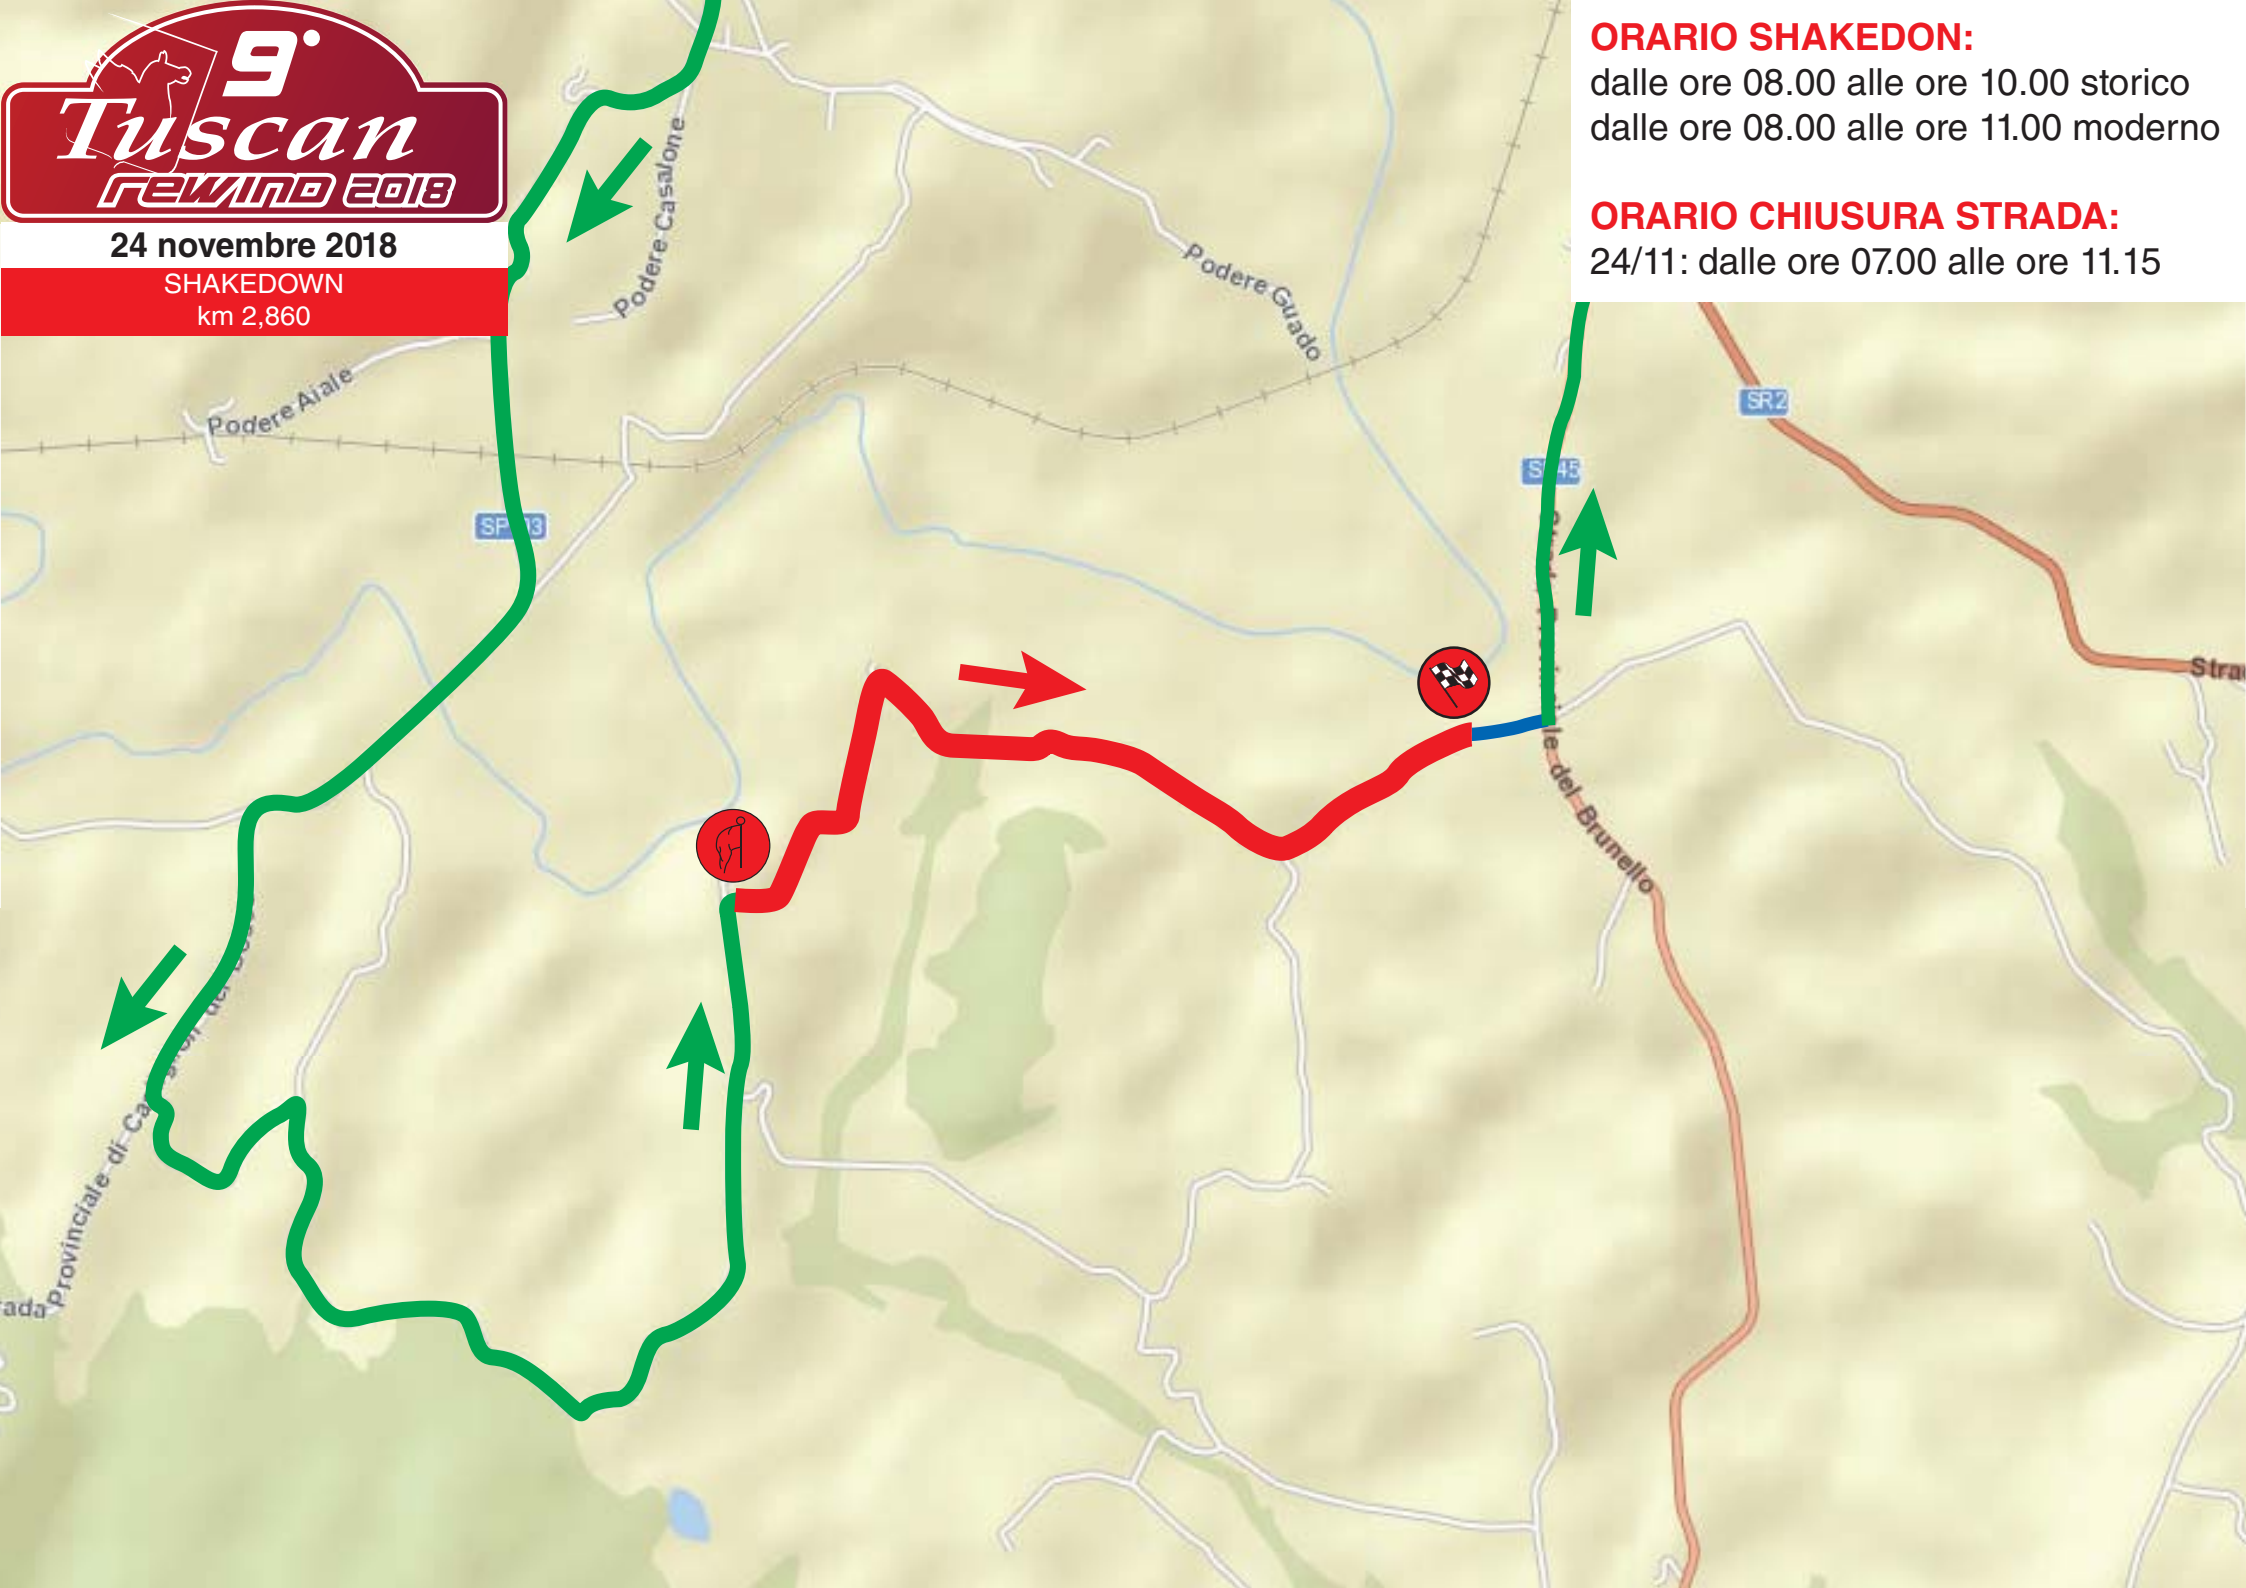 9°
Tuscan
REWIND 2018
24 novembre 2018
SHAKEDOWN
km 2,860
ORARIO SHAKEDON:
dalle ore 08.00 alle ore 10.00 storico
dalle ore 08.00 alle ore 11.00 moderno
ORARIO CHIUSURA STRADA:
24/11: dalle ore 07.00 alle ore 11.15
Podere Casalone
Podere Guado
Podere Aiale
SR2
del Brunello
Stra
Provinciale di
ada